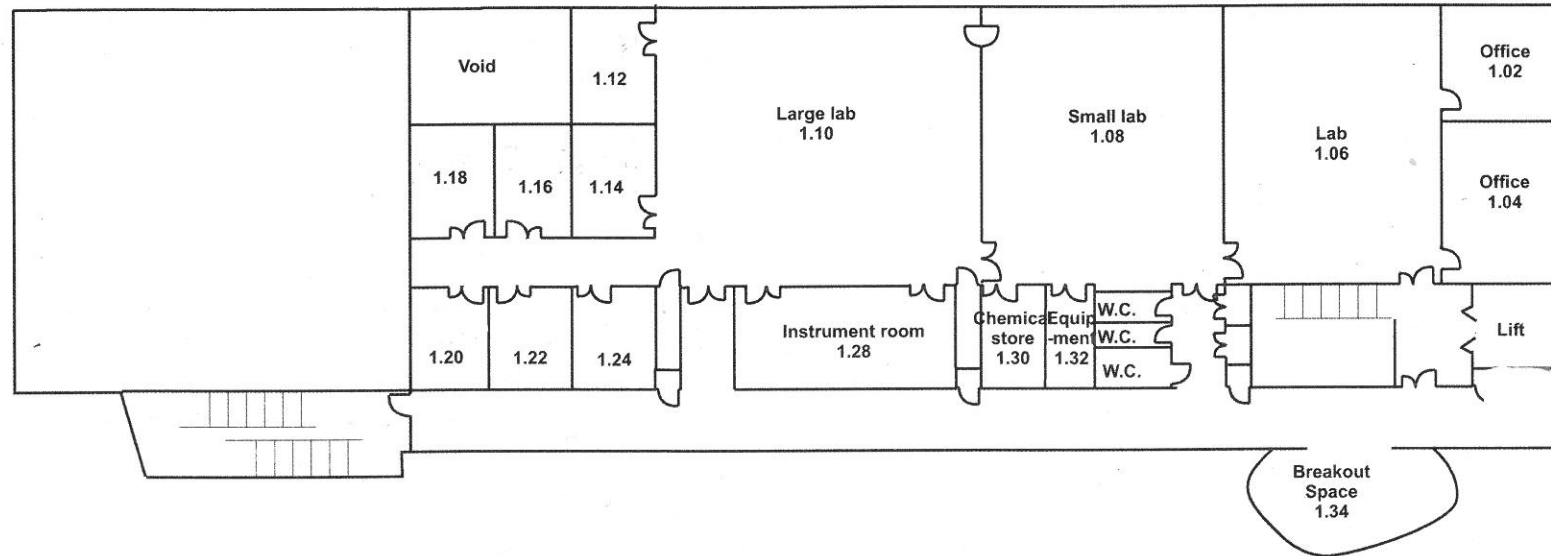 Void
1.12
Large lab
1.10
Small lab
1.08
Lab
1.06
Office
1.02
Office
1.04
1.18
1.16
1.14
1.20
1.22
1.24
Instrument room
1.28
Chemical
store
1.30
Equip
-ment
1.32
W.C.
W.C.
W.C.
Lift
Breakout
Space
1.34